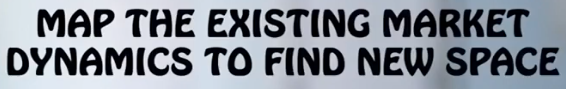 MAP THE EXISTING MARKET
DYNAMICS TO FIND NEW SPACE